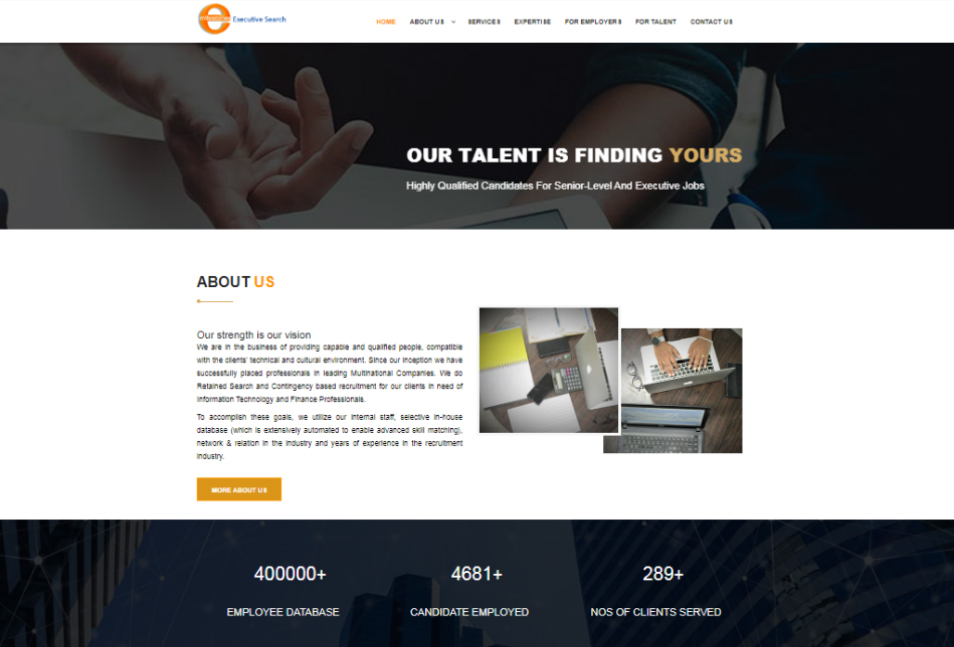 Executive Search
HOME ABOUT US SERVICES EXPERTISE FOR EMPLOYERS FOR TALENT CONTACT US
OUR TALENT IS FINDING YOURS
Highly Qualified Candidates For Senior-Level And Executive Jobs
ABOUT US
Our strength is our vision
We are in the business of providing capable and qualified people, compatible
with the clients' technical and cultural environment. Since our inception we have
successfully placed professionals in leading Multinational Companies. We do
Retained Search and Contingency based recruitment for our clients in need of
Information Technology and Finance Professionals.
To accomplish these goals, we utilize our internal staff, selective in-house
database (which is extensively automated to enable advanced skill matching),
network & relation in the industry and years of experience in the recruitment
industry.
MORE ABOUT US
400000+ 4681+ 289+
EMPLOYEE DATABASE CANDIDATE EMPLOYED NOS OF CLIENTS SERVED